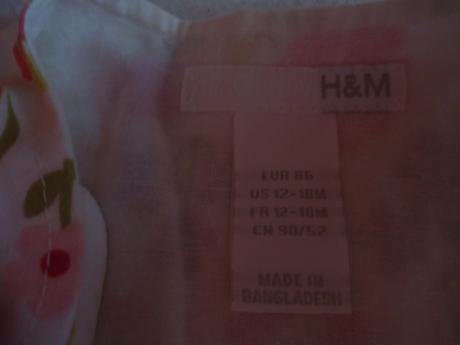 H&M
EUR 86
US 12-18M
FR 12-18M
CN 90/52
MADE IN
BANGLADESH